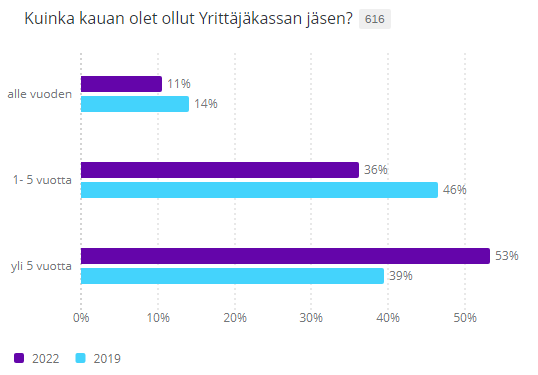 Kuinka kauan olet ollut Yrittäjäkassan jäsen? 616
alle vuoden
11%
14%
1- 5 vuotta
36%
46%
yli 5 vuotta
53%
39%
0% 10% 20% 30% 40% 50%
2022 2019